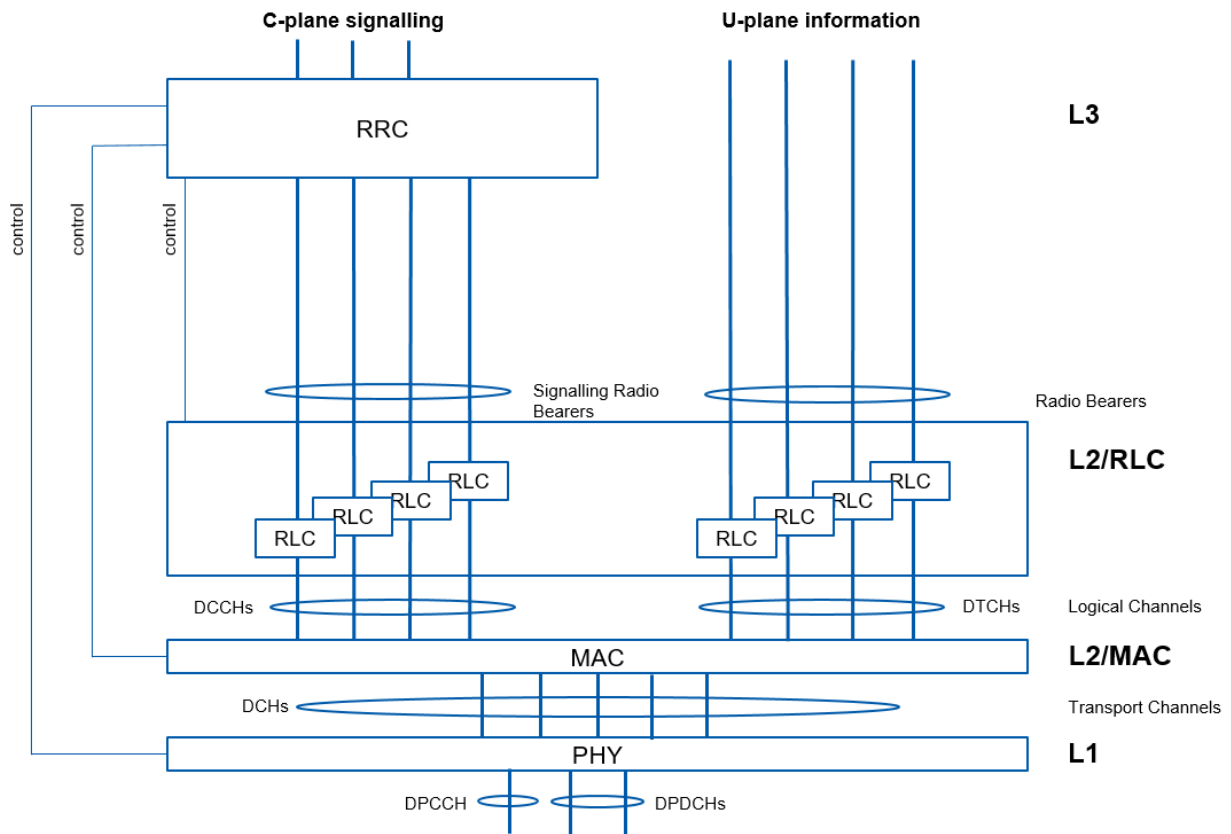 C-plane signalling
U-plane information
RRC
L3
control
control
control
Signalling Radio
Bearers
Radio Bearers
L2/RLC
RLC
RLC
RLC
RLC
RLC
RLC
RLC
RLC
DCCHs
DTCHs
Logical Channels
MAC
L2/MAC
DCHs
Transport Channels
PHY
L1
DPCCH
DPDCHs